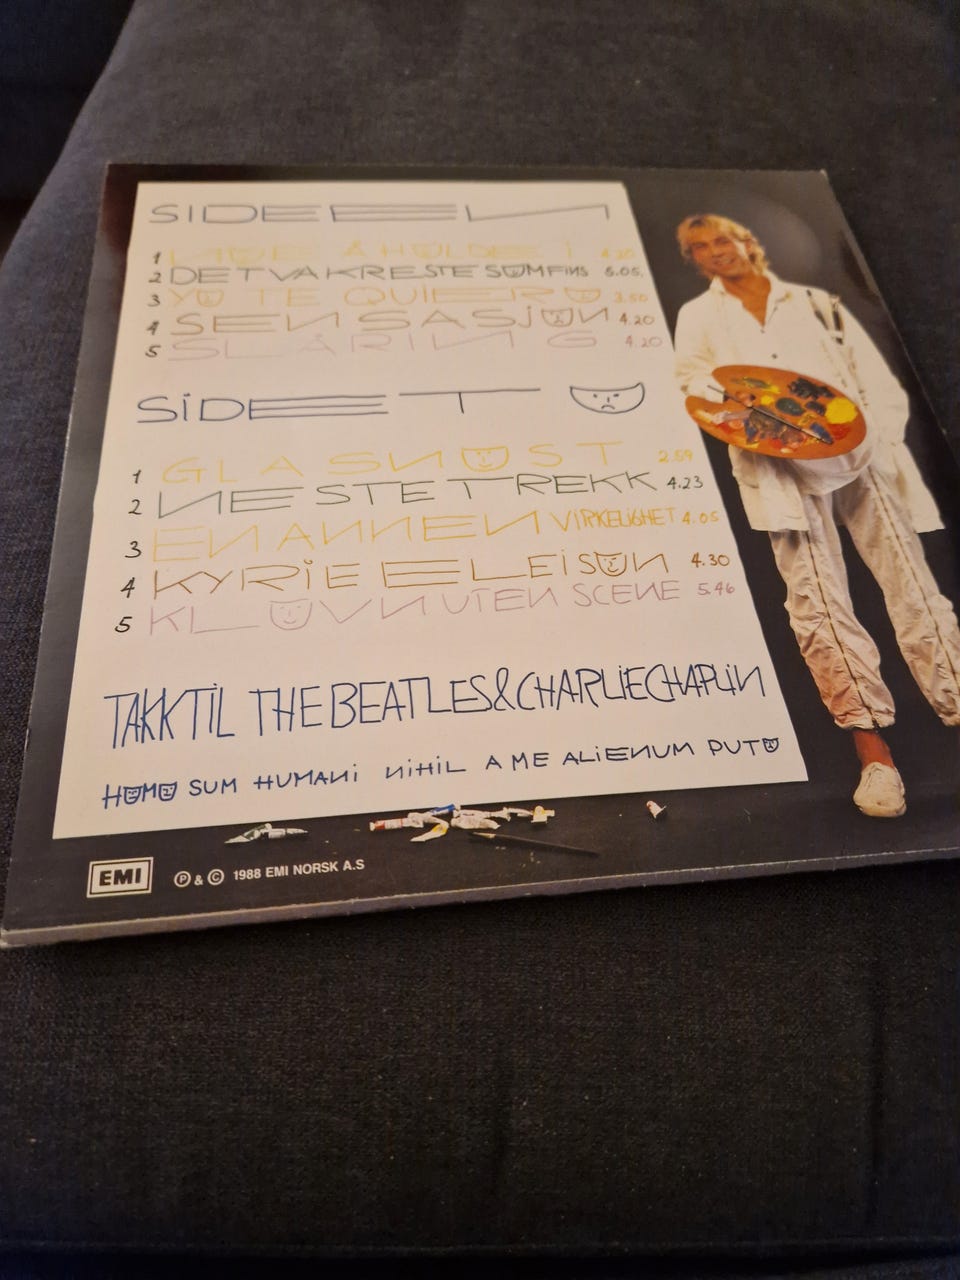 SIDE EN
1 NOE Å HOLDE I 4.20
2 DET VAKRESTE SOM FINS 5.05.
3 YO TE QUIERO 3.50
4 SENSASJON 4.20
5 SLARING 4.20
SIDE TO
1 GLASNOST 2.59
2 NESTE TREKK 4.23
3 EN ANNEN VIRKELIGHET 4.05
4 KYRIE ELEISON 4.30
5 KLOVN UTEN SCENE 5.46
TAKK TIL THE BEATLES & CHARLIE CHAPLIN
HOMO SUM HUMANI NIHIL A ME ALIENUM PUTO
EMI ℗ & © 1988 EMI NORSK A.S